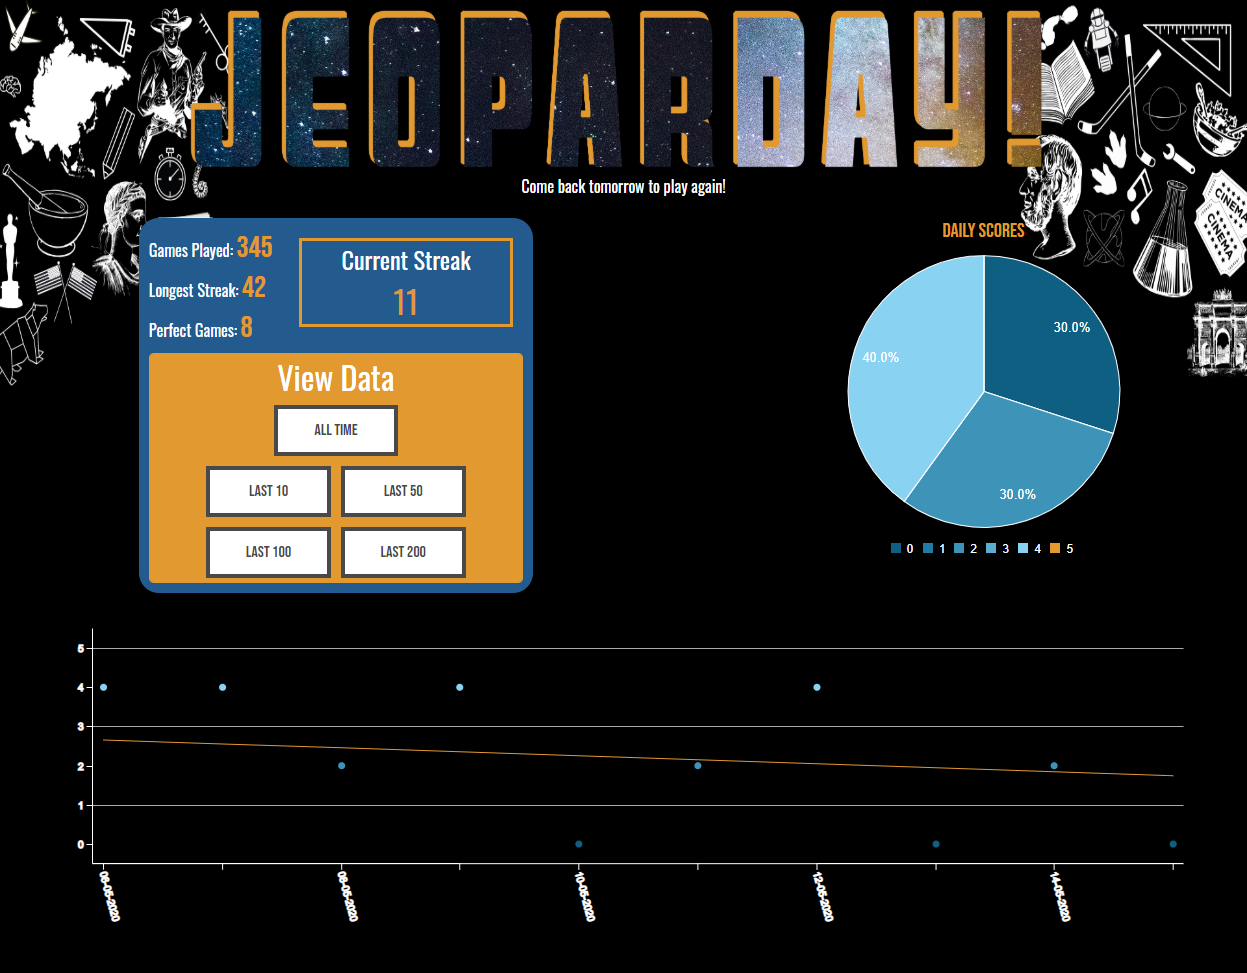 JEOPARDAY!
Come back tomorrow to play again!
Games Played: 345
Longest Streak: 42
Perfect Games: 8
Current Streak
11
View Data
ALL TIME
LAST 10
LAST 50
LAST 100
LAST 200
DAILY SCORES
30.0%
40.0%
30.0%
0 1 2 3 4 5
CINEMA
CINEMA
5
4
3
2
1
0
06-05-2020
08-05-2020
10-05-2020
12-05-2020
14-05-2020